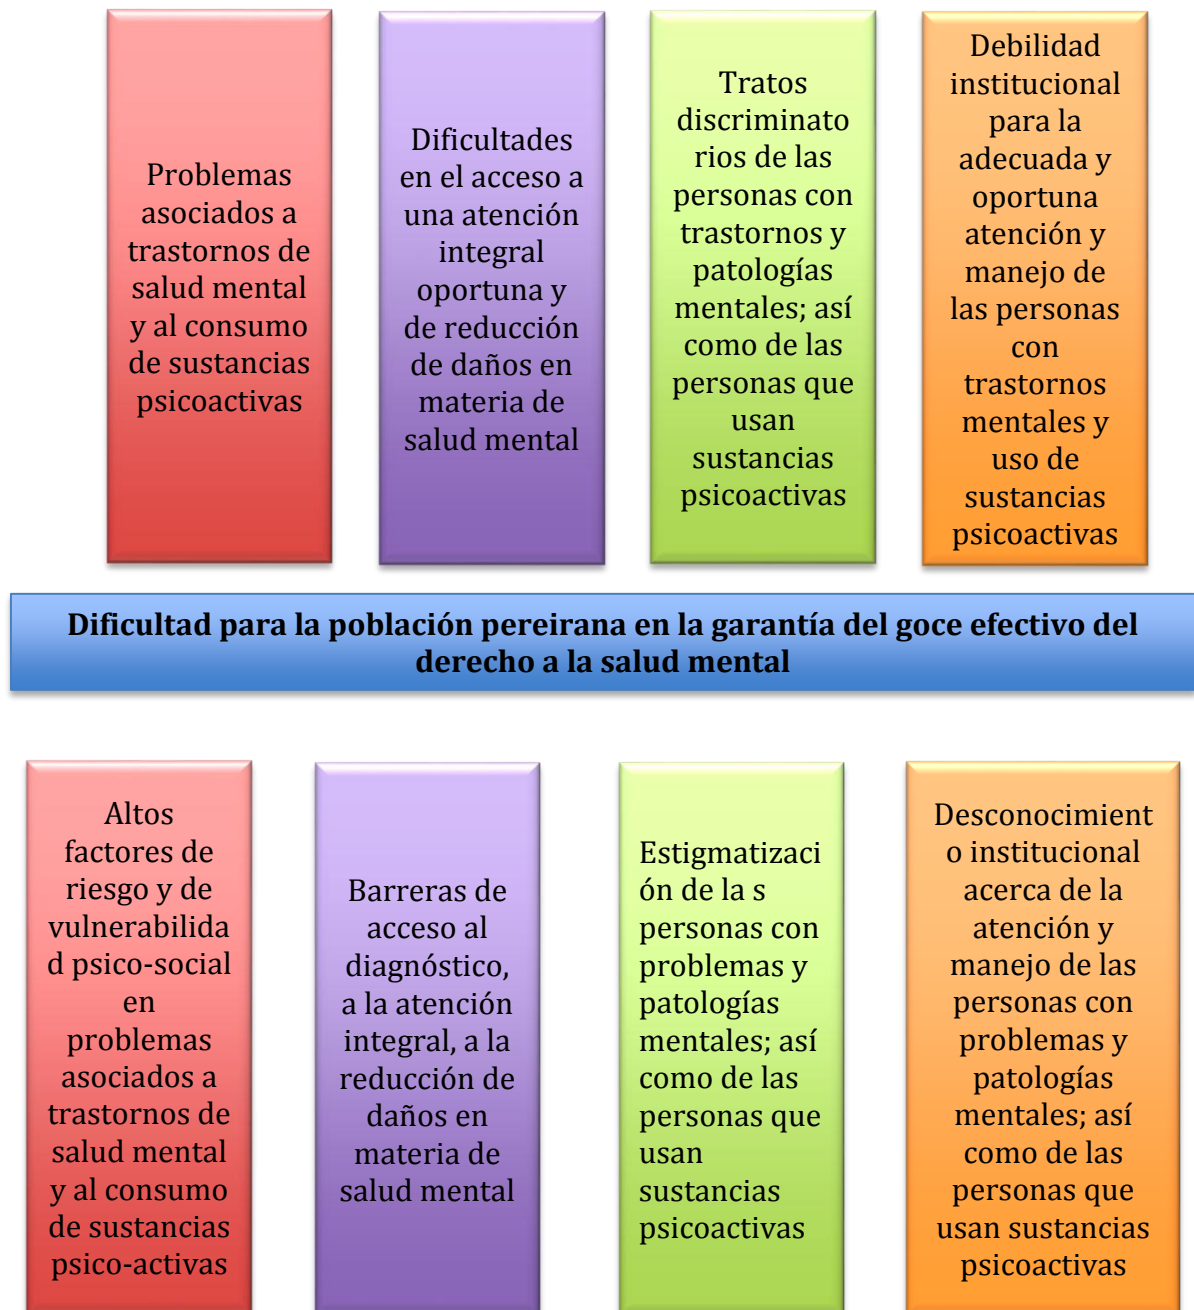 Problemas
asociados a
trastornos de
salud mental
y al consumo
de sustancias
psicoactivas
Dificultades
en el acceso a
una atención
integral
oportuna y
de reducción
de daños en
materia de
salud mental
Tratos
discriminato
rios de las
personas con
trastornos y
patologías
mentales; así
como de las
personas que
usan
sustancias
psicoactivas
Debilidad
institucional
para la
adecuada y
oportuna
atención y
manejo de
las personas
con
trastornos
mentales y
uso de
sustancias
psicoactivas
Dificultad para la población pereirana en la garantía del goce efectivo del
derecho a la salud mental
Altos
factores de
riesgo y de
vulnerabilida
d psico-social
en
problemas
asociados a
trastornos de
salud mental
y al consumo
de sustancias
psico-activas
Barreras de
acceso al
diagnóstico,
a la atención
integral, a la
reducción de
daños en
materia de
salud mental
Estigmatizaci
ón de la s
personas con
problemas y
patologías
mentales; así
como de las
personas que
usan
sustancias
psicoactivas
Desconocimient
o institucional
acerca de la
atención y
manejo de las
personas con
problemas y
patologías
mentales; así
como de las
personas que
usan sustancias
psicoactivas